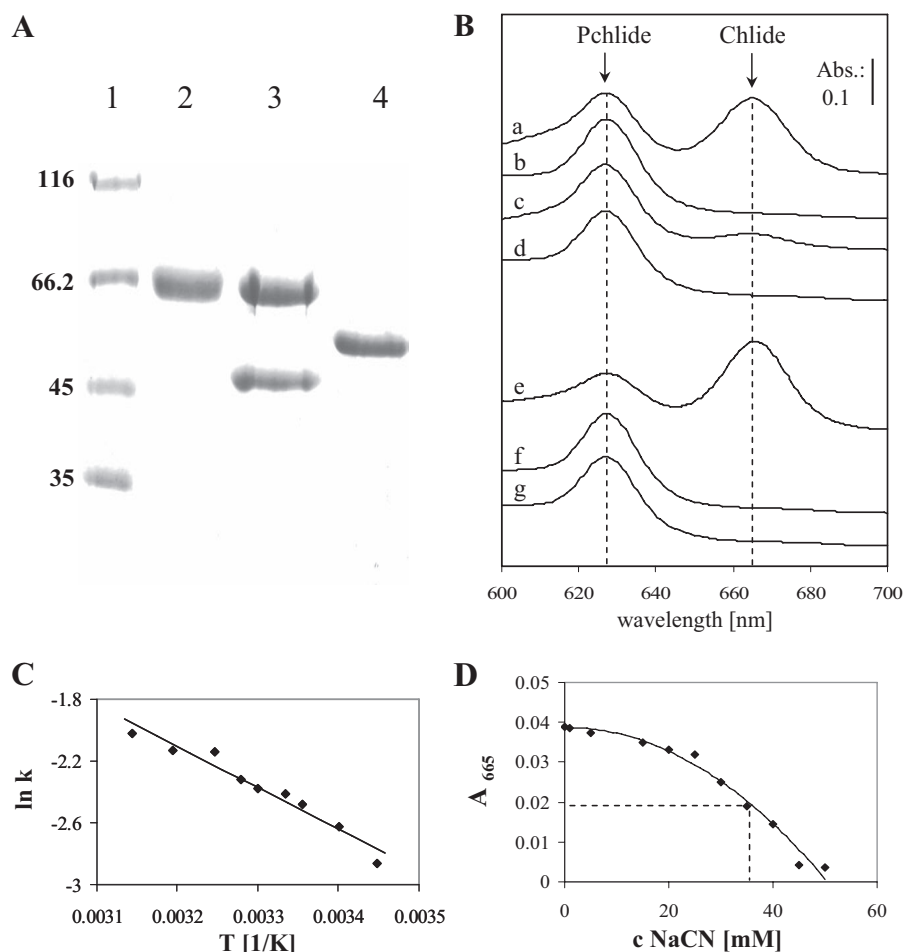 A
1 2 3 4
116
66.2
45
35
B
Pchlide Chlide
Abs.:
0.1
a
b
c
d
e
f
g
600 620 640 660 680 700
wavelength [nm]
C
-1.8
-2.2
-2.6
-3
ln k
0.0031 0.0032 0.0033 0.0034 0.0035
T [1/K]
D
0.05
0.04
0.03
0.02
0.01
0
A 665
0 20 40 60
c NaCN [mM]